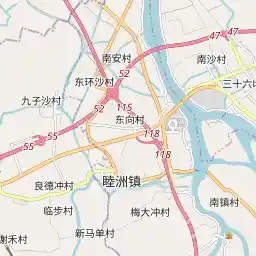 47
南安村
南沙村
52
47
东环沙村
三十六
九子沙村
52
115
东向村
55
118
55
118
睦洲镇
良德冲村
临步村
梅大冲村
南镇村
新马单村
谢禾村